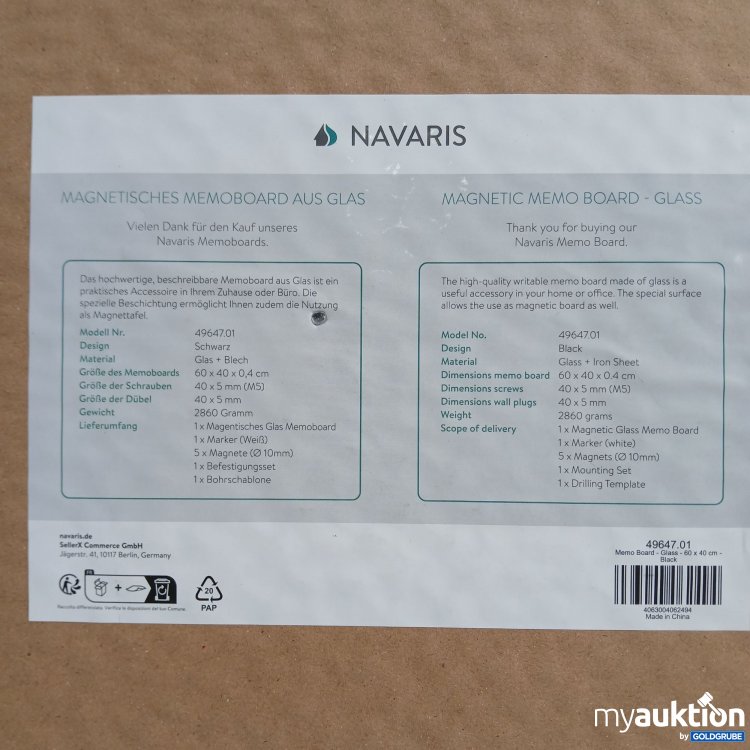 NAVARIS
MAGNETISCHES MEMOBOARD AUS GLAS
Vielen Dank für den Kauf unseres
Navaris Memoboards.
Das hochwertige, beschreibbare Memoboard aus Glas ist ein
praktisches Accessoire in Ihrem Zuhause oder Büro. Die
spezielle Beschichtung ermöglicht Ihnen zudem die Nutzung
als Magnettafel.
Modell Nr. 49647.01
Design Schwarz
Material Glas + Blech
Größe des Memoboards 60 x 40 x 0,4 cm
Größe der Schrauben 40 x 5 mm (M5)
Größe der Dübel 40 x 5 mm
Gewicht 2860 Gramm
Lieferumfang 1 x Magentisches Glas Memoboard
1 x Marker (Weiß)
5 x Magnete (Ø 10mm)
1 x Befestigungsset
1 x Bohrschablone
MAGNETIC MEMO BOARD - GLASS
Thank you for buying our
Navaris Memo Board.
The high-quality writable memo board made of glass is a
useful accessory in your home or office. The special surface
allows the use as magnetic board as well.
Model No. 49647.01
Design Black
Material Glass + Iron Sheet
Dimensions memo board 60 x 40 x 0.4 cm
Dimensions screws 40 x 5 mm (M5)
Dimensions wall plugs 40 x 5 mm
Weight 2860 grams
Scope of delivery 1 x Magnetic Glass Memo Board
1 x Marker (white)
5 x Magnets (Ø 10mm)
1 x Mounting Set
1 x Drilling Template
navaris.de
SellerX Commerce GmbH
Jägerstr. 41, 10117 Berlin, Germany
FR
+
Raccolta differenziata. Verifica le disposizioni del tuo Comune.
20
PAP
49647.01
Memo Board - Glass - 60 x 40 cm -
Black
4063004062494
Made in China
myauktion
by GOLDGRUBE